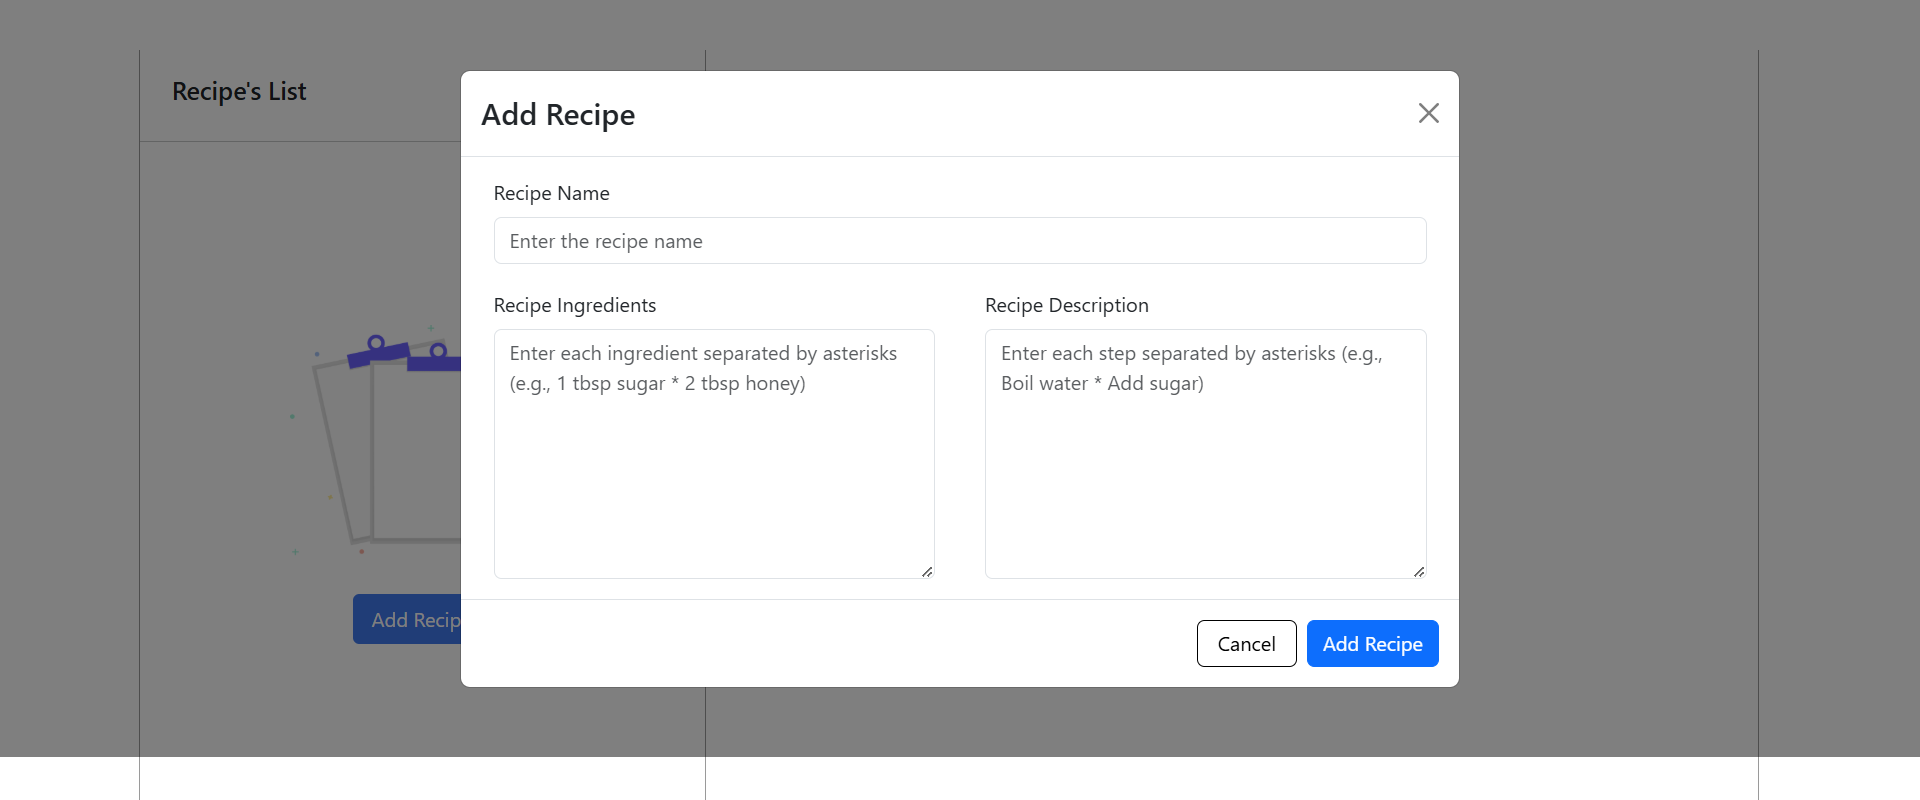 Recipe's List
Add Recipe
Recipe Name
Enter the recipe name
Recipe Ingredients
Enter each ingredient separated by asterisks
(e.g., 1 tbsp sugar * 2 tbsp honey)
Recipe Description
Enter each step separated by asterisks (e.g.,
Boil water * Add sugar)
Add Recip
Cancel
Add Recipe